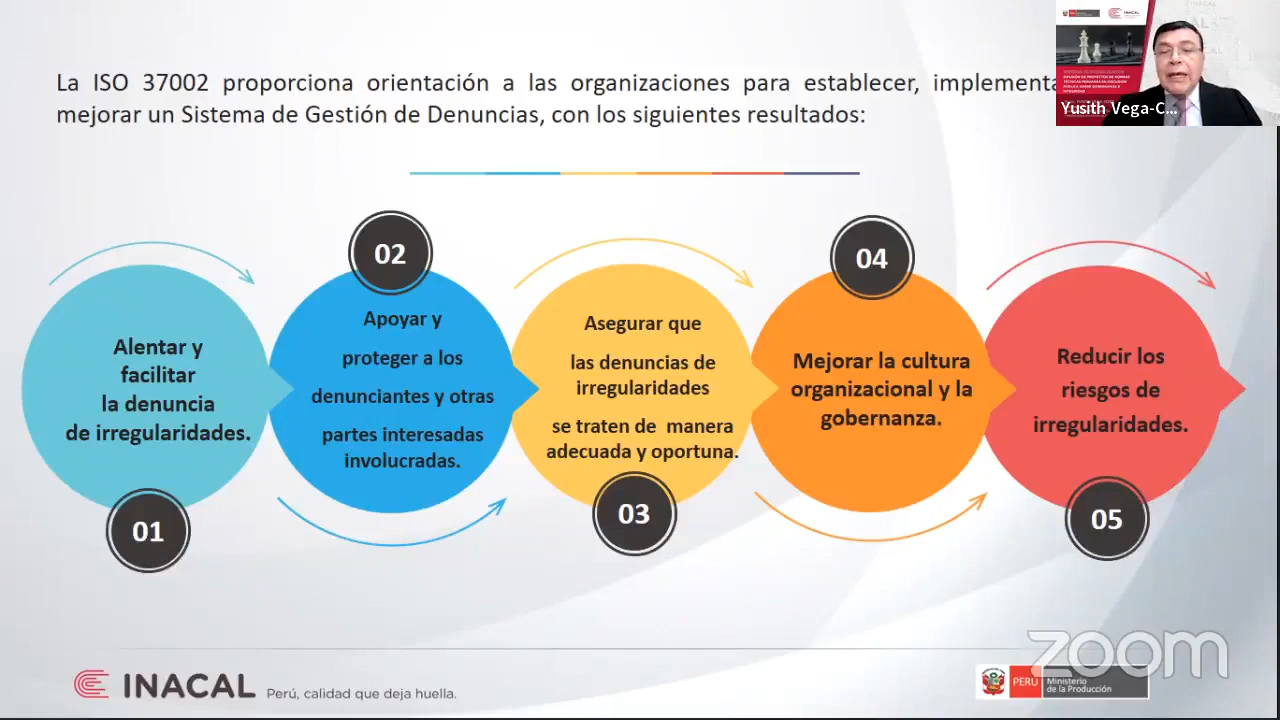 La ISO 37002 proporciona orientación a las organizaciones para establecer,
mejorar un Sistema de Gestión de Denuncias, con los siguientes resultados:
Yusith Vega-C...
02
04
Alentar y
facilitar
la denuncia
de irregularidades.
Apoyar y
proteger a los
denunciantes y otras
partes interesadas
involucradas.
Asegurar que
las denuncias de
irregularidades
se traten de manera
adecuada y oportuna.
Mejorar la cultura
organizacional y la
gobernanza.
Reducir los
riesgos de
irregularidades.
01
03
05
zoom
INACAL Perú, calidad que deja huella.
PERÚ Ministerio
de la Producción